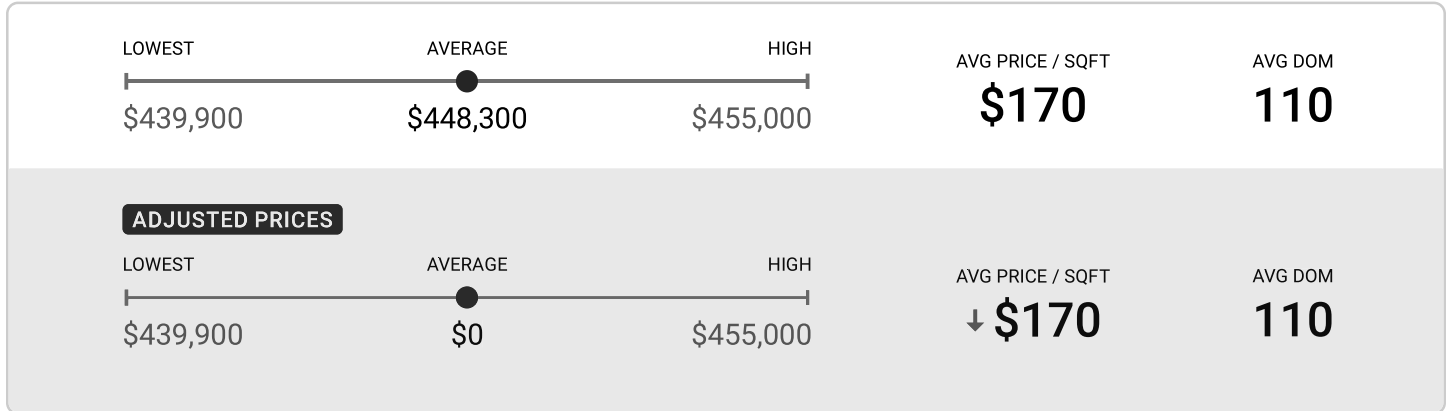 LOWEST AVERAGE HIGH AVG PRICE / SQFT AVG DOM
$439,900 $448,300 $455,000 $170 110
ADJUSTED PRICES
LOWEST AVERAGE HIGH AVG PRICE / SQFT AVG DOM
$439,900 $0 $455,000 ↓ $170 110